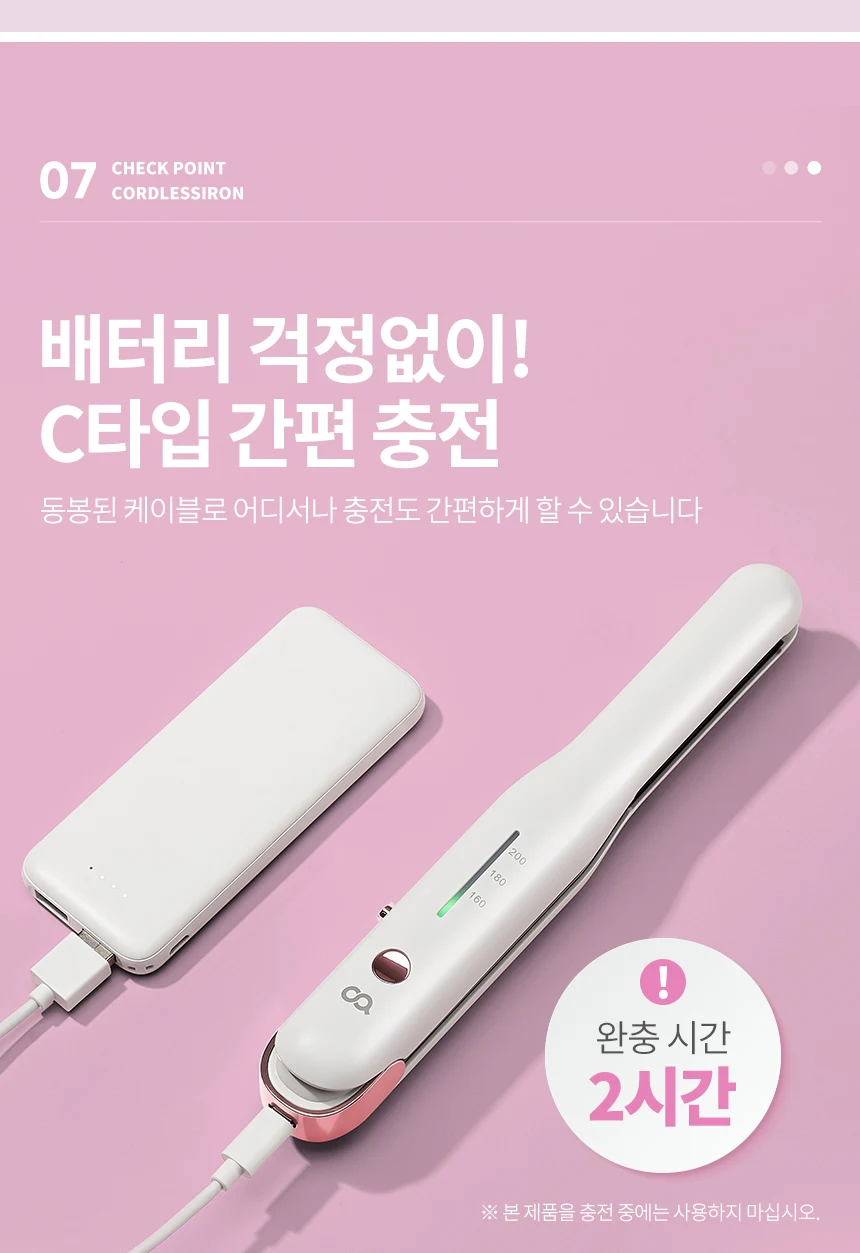 07
CHECK POINT
CORDLESSIRON
배터리 걱정없이!
C타입 간편 충전
동봉된 케이블로 어디서나 충전도 간편하게 할 수 있습니다
200
180
160
!
완충 시간
2시간
※ 본 제품을 충전 중에는 사용하지 마십시오.